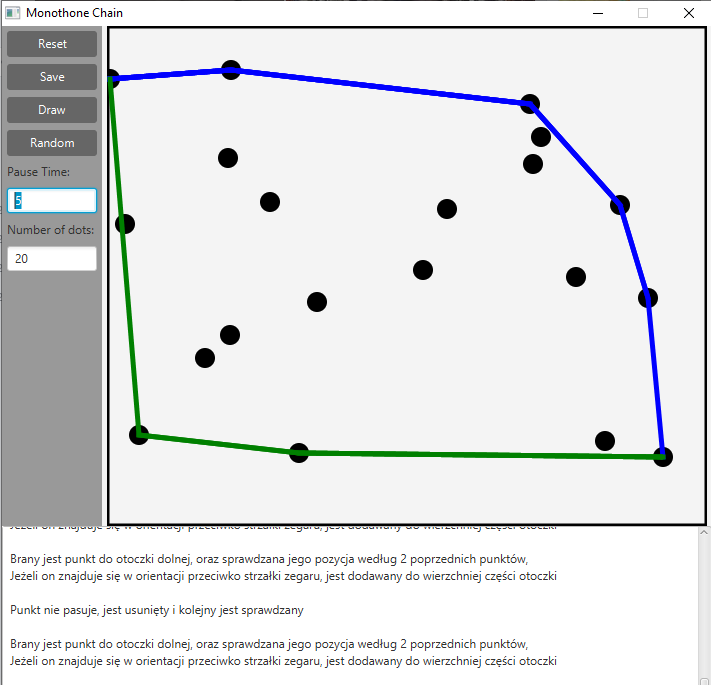 Monothone Chain
Reset
Save
Draw
Random
Pause Time:
5
Number of dots:
20
Jeżeli on znajduje się w orientacji przeciwko strzałki zegaru, jest dodawany do wierzchniej części otoczki
Brany jest punkt do otoczki dolnej, oraz sprawdzana jego pozycja według 2 poprzednich punktów,
Jeżeli on znajduje się w orientacji przeciwko strzałki zegaru, jest dodawany do wierzchniej części otoczki
Punkt nie pasuje, jest usunięty i kolejny jest sprawdzany
Brany jest punkt do otoczki dolnej, oraz sprawdzana jego pozycja według 2 poprzednich punktów,
Jeżeli on znajduje się w orientacji przeciwko strzałki zegaru, jest dodawany do wierzchniej części otoczki